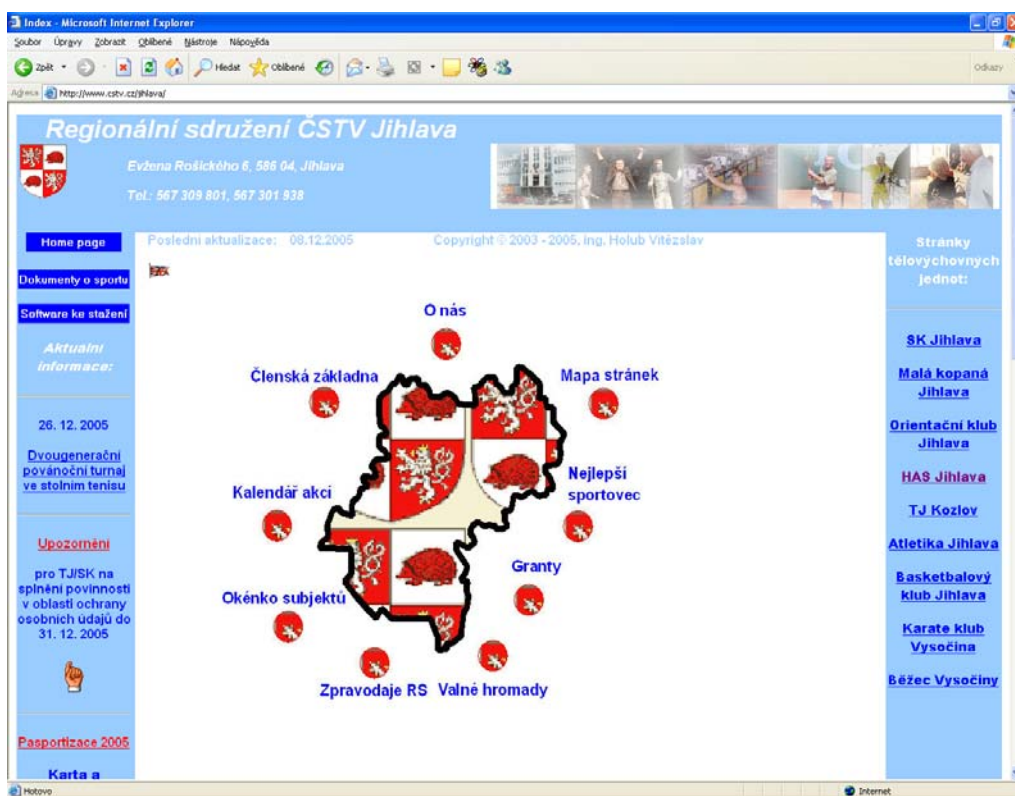 Index - Microsoft Internet Explorer
Soubor Úpravy Zobrazit Oblíbené Nástroje Nápověda
Zpět Hledat Oblíbené Odkazy
Adresa http://www.cstv.cz/jihlava/
Regionální sdružení ČSTV Jihlava
Evžena Rošického 6, 586 04, Jihlava
Tel.: 567 309 801, 567 301 938
Home page
Dokumenty o sportu
Software ke stažení
Aktualní
informace:
26. 12. 2005
Dvougenerační
povánoční turnaj
ve stolním tenisu
Upozornění
pro TJ/SK na
splnění povinností
v oblasti ochrany
osobních údajů do
31. 12. 2005
Pasportizace 2005
Karta a
Poslední aktualizace: 08.12.2005 Copyright © 2003 - 2005, ing. Holub Vítězslav
O nás
Členská základna
Mapa stránek
Kalendář akcí
Nejlepší
sportovec
Granty
Okénko subjektů
Zpravodaje RS
Valné hromady
Stránky
tělovýchovných
jednot:
SK Jihlava
Malá kopaná
Jihlava
Orientační klub
Jihlava
HAS Jihlava
TJ Kozlov
Atletika Jihlava
Basketbalový
klub Jihlava
Karate klub
Vysočina
Běžec Vysočiny
Hotovo
Internet